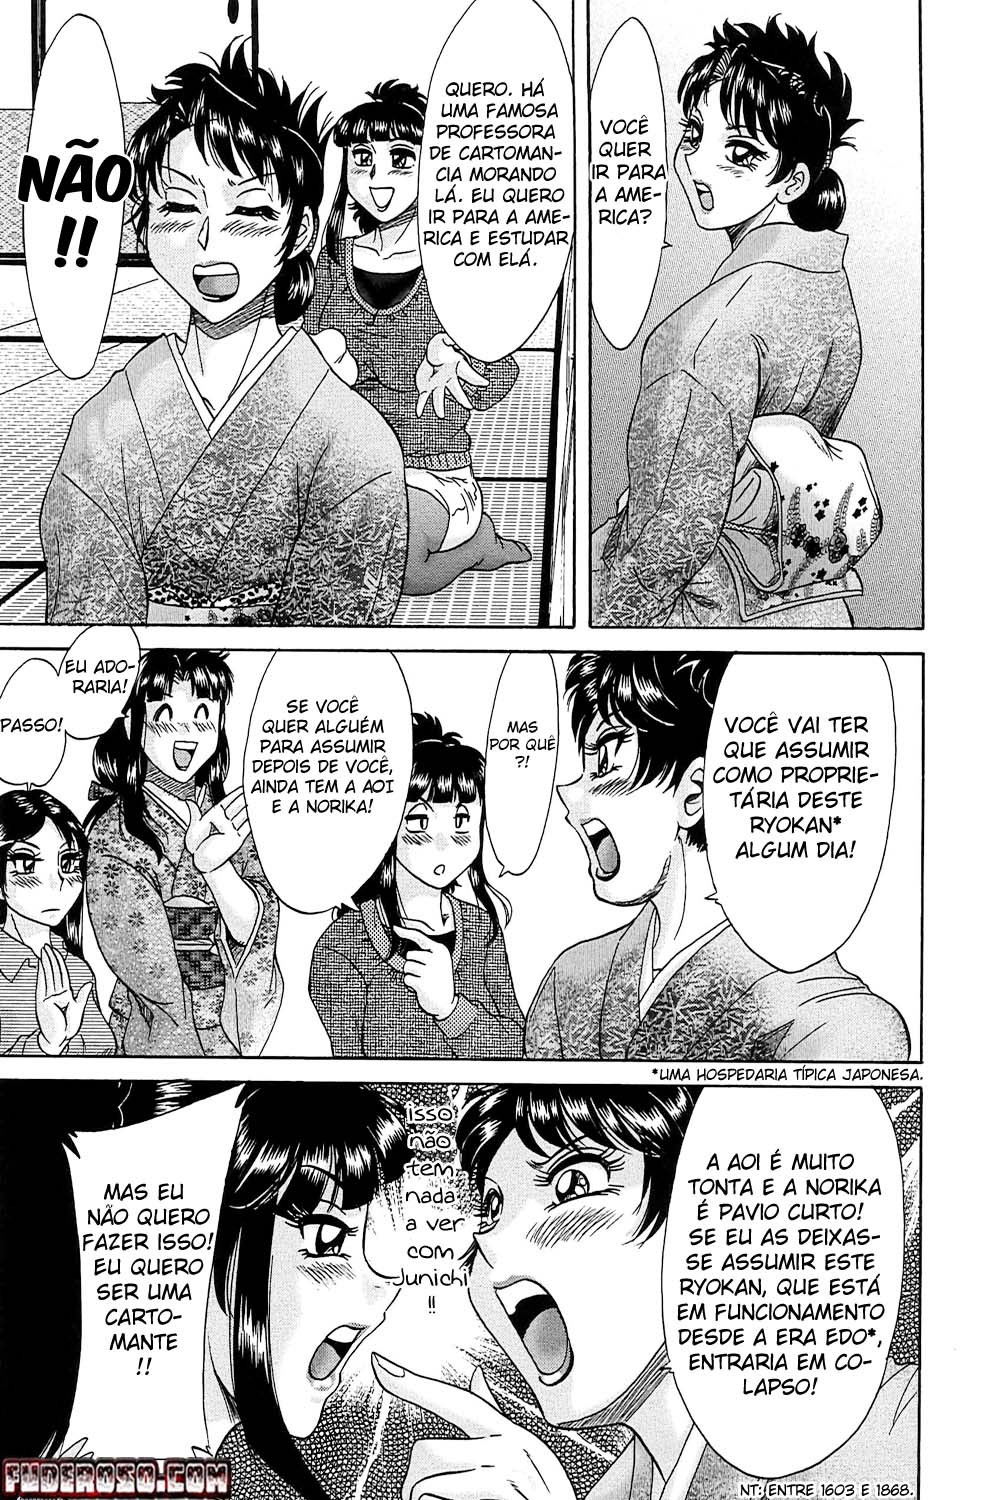 VOCÊ
QUER
IR PARA
A AME-
RICA?
QUERO. HÁ
UMA FAMOSA
PROFESSORA
DE CARTOMAN-
CIA MORANDO
LÁ. EU QUERO
IR PARA A AME-
RICA E ESTUDAR
COM ELÁ.
NÃO
!!
VOCÊ VAI TER
QUE ASSUMIR
COMO PROPRIE-
TÁRIA DESTE
RYOKAN*
ALGUM DIA!
MAS
POR QUÊ
?!
SE VOCÊ
QUER ALGUÉM
PARA ASSUMIR
DEPOIS DE VOCÊ,
AINDA TEM A AOI
E A NORIKA!
EU ADO-
RARIA!
PASSO!
*UMA HOSPEDARIA TÍPICA JAPONESA.
A AOI É MUITO
TONTA E A NORIKA
É PAVIO CURTO!
SE EU AS DEIXAS-
SE ASSUMIR ESTE
RYOKAN, QUE ESTÁ
EM FUNCIONAMENTO
DESDE A ERA EDO*,
ENTRARIA EM CO-
LAPSO!
Isso
não
tem
nada
a ver
com
Junichi
!!
MAS EU
NÃO QUERO
FAZER ISSO!
EU QUERO
SER UMA
CARTO-
MANTE
!!
NT: ENTRE 1603 E 1868.
FUDEROSO.COM